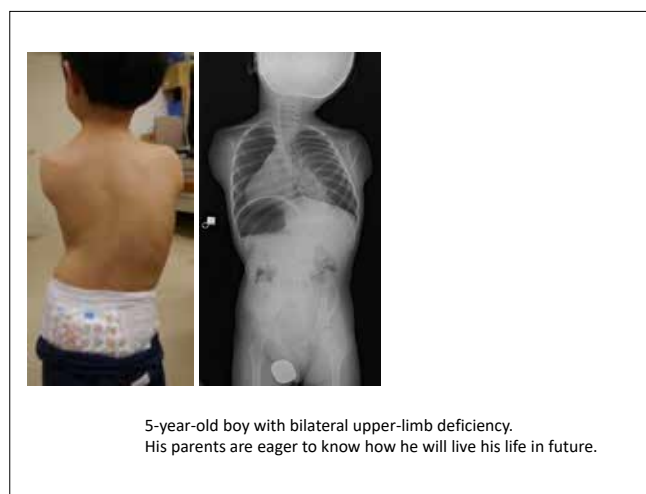 5-year-old boy with bilateral upper-limb deficiency.
His parents are eager to know how he will live his life in future.